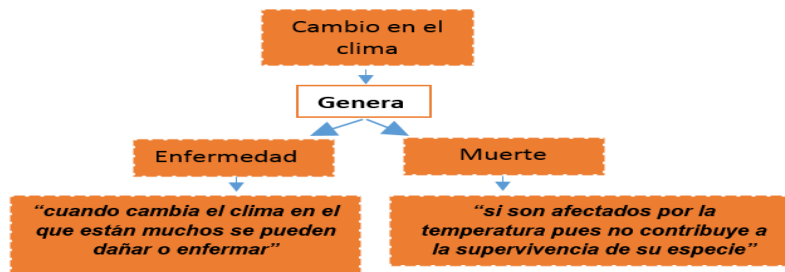 Cambio en el
clima
Genera
Enfermedad
Muerte
“cuando cambia el clima en el
que están muchos se pueden
dañar o enfermar”
“si son afectados por la
temperatura pues no contribuye a
la supervivencia de su especie”